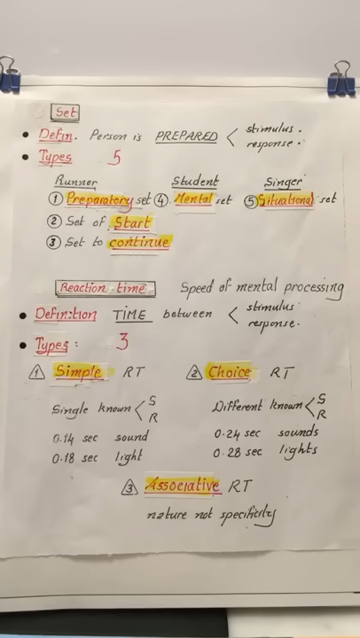 Set
• Defin. Person is PREPARED < stimulus.
response.
• Types 5
Runner Student Singer
① Preparatory set ④ Mental set ⑤ Situational set
② Set of Start
③ Set to continue
Reaction time Speed of mental processing
• Definition TIME between < stimulus
response.
• Types: 3
1 Simple RT 2 Choice RT
Single known < S Different known < S
R R
0.14 sec sound 0.24 sec sounds
0.18 sec light 0.28 sec lights
3 Associative RT
nature not specificity